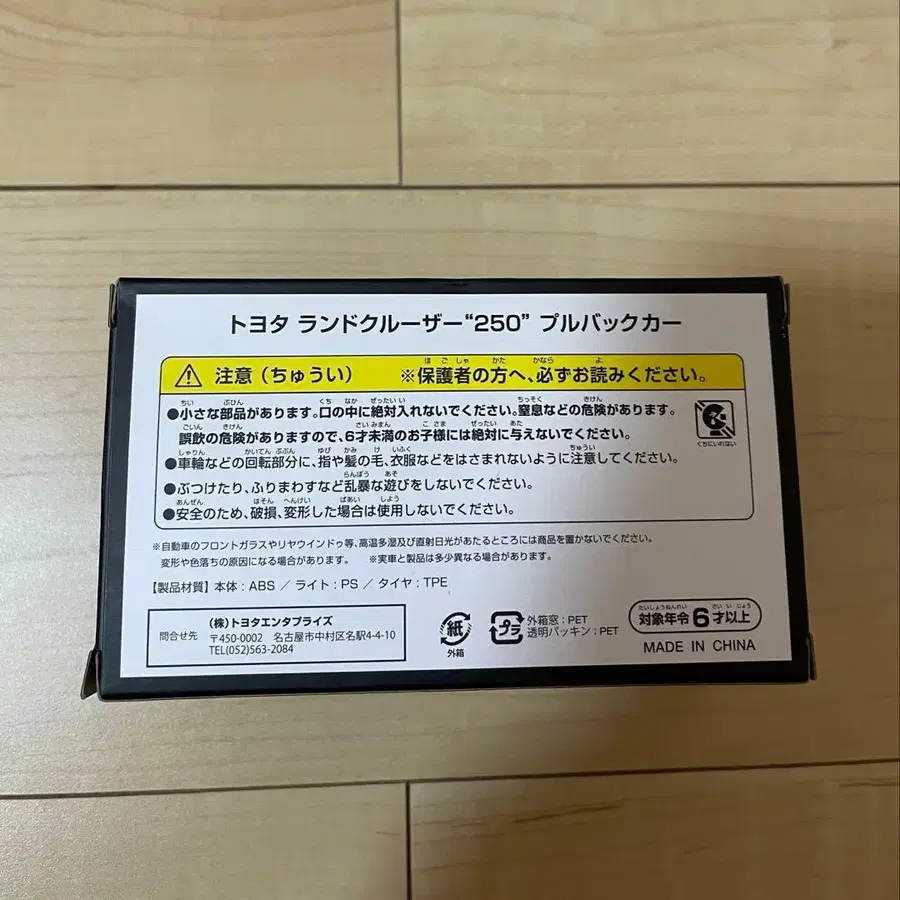 トヨタ ランドクルーザー“250” プルバックカー
注意（ちゅうい） ※保護者の方へ、必ずお読みください。
●小さな部品があります。口の中に絶対入れないでください。窒息などの危険があります。
誤飲の危険がありますので、6才未満のお子様には絶対に与えないでください。
●車輪などの回転部分に、指や髪の毛、衣服などをはさまれないように注意してください。
●ぶつけたり、ふりまわすなど乱暴な遊びをしないでください。
●安全のため、破損、変形した場合は使用しないでください。
くちにいれない
※自動車のフロントガラスやリヤウインドゥ等、高温多湿及び直射日光があたるところには商品を置かないでください。
変形や色落ちの原因になる場合があります。 ※実車と製品は多少異なる場合があります。
【製品材質】本体：ABS ／ ライト：PS ／ タイヤ：TPE
問合せ先
（株）トヨタエンタプライズ
〒450-0002 名古屋市中村区名駅4-4-10
TEL(052)563-2084
紙
外箱
プラ
外箱窓：PET
透明パッキン：PET
たいしょうねんれい さいいじょう
対象年令6才以上
MADE IN CHINA